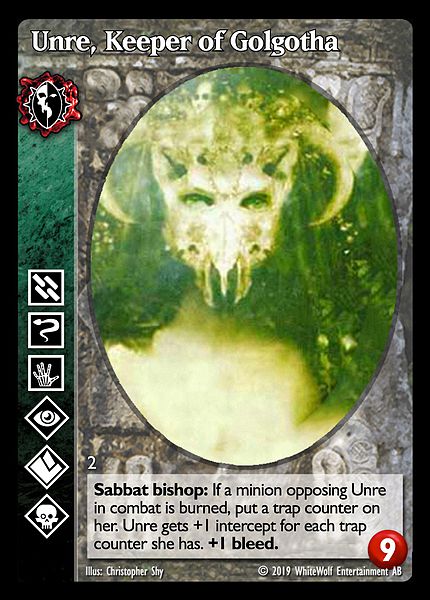 Unre, Keeper of Golgotha
2
Sabbat bishop: If a minion opposing Unre
in combat is burned, put a trap counter on
her. Unre gets +1 intercept for each trap
counter she has. +1 bleed.
9
Illus: Christopher Shy
© 2019 WhiteWolf Entertainment AB